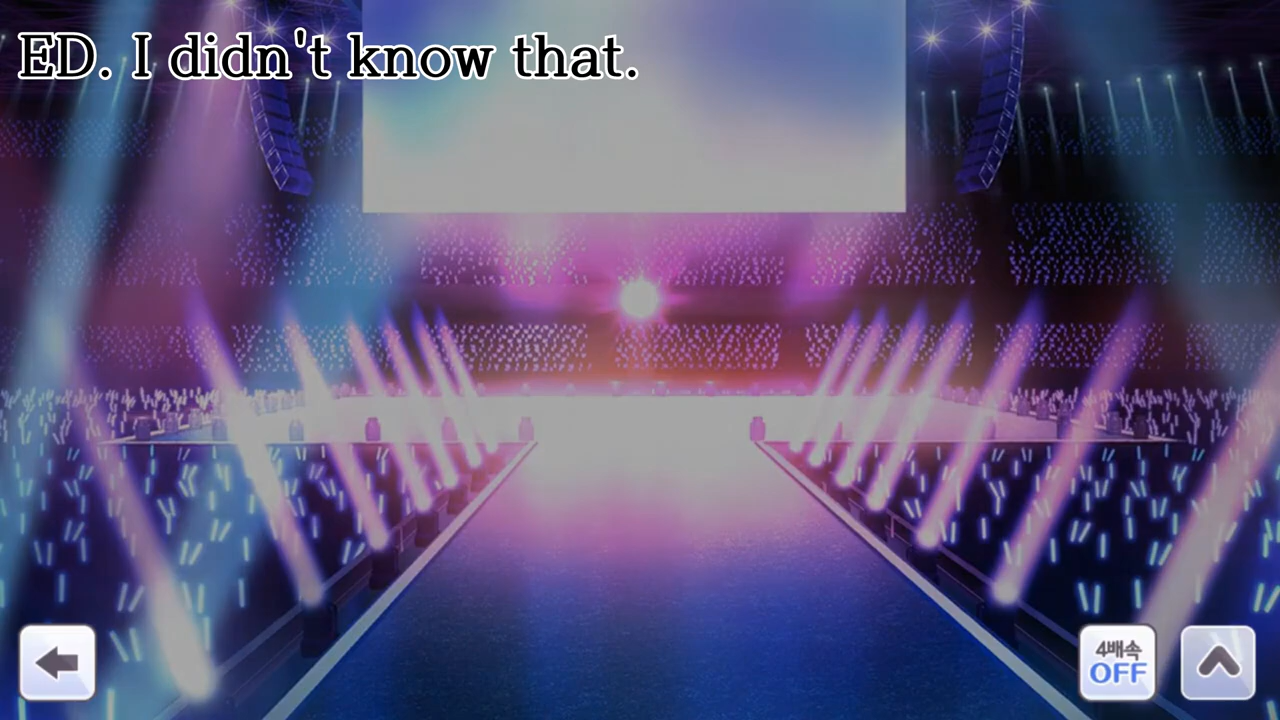 ED. I didn't know that.
4배속
OFF